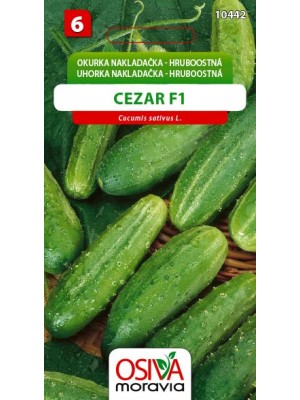 6
10442
OKURKA NAKLADAČKA - HRUBOOSTNÁ
UHORKA NAKLADAČKA - HRUBOOSTNÁ
CEZAR F1
Cucumis sativus L.
OSIVA
moravia